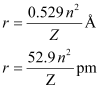 r = 0.529 n² / Z Å
r = 52.9 n² / Z pm